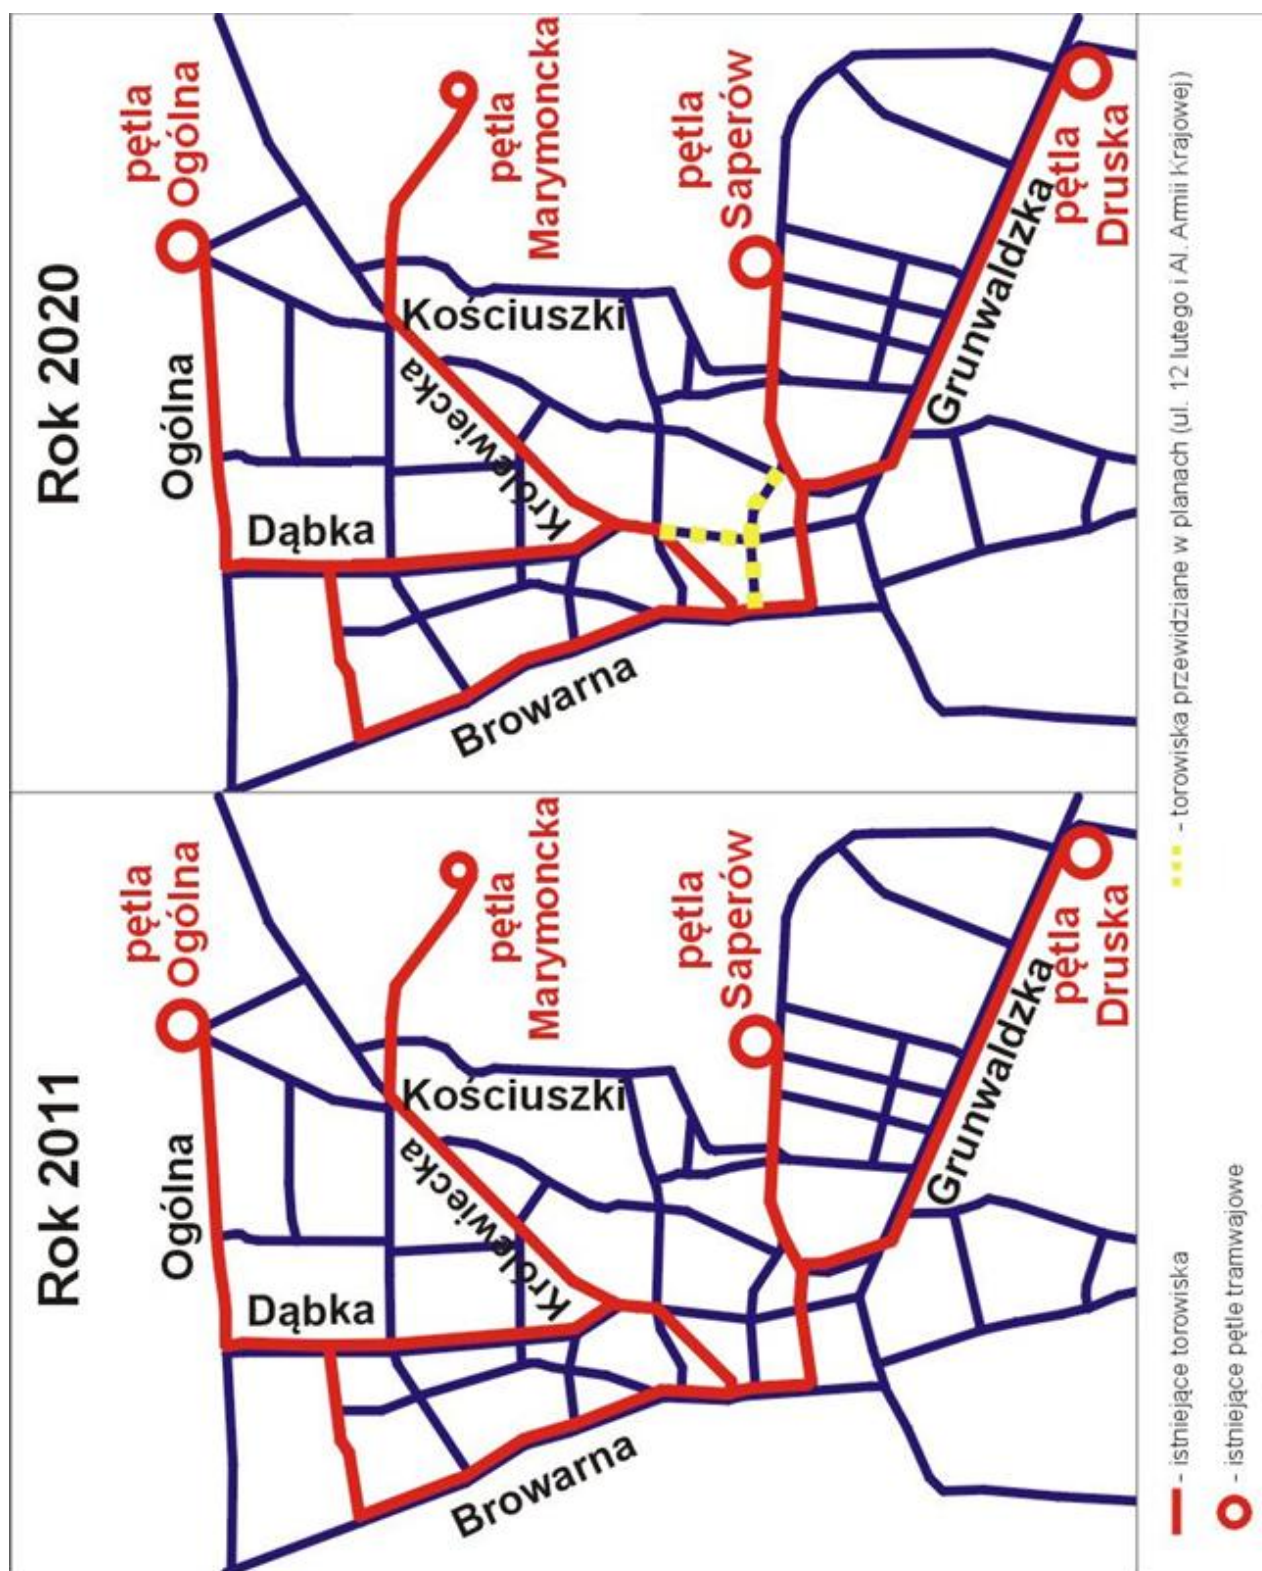 Rok 2011
pętla
Ogólna
Ogólna
Dąbka
pętla
Marymoncka
Kościuszki
Królewiecka
Browarna
pętla
Saperów
Grunwaldzka
pętla
Druska
Rok 2020
pętla
Ogólna
Ogólna
Dąbka
pętla
Marymoncka
Kościuszki
Królewiecka
Browarna
pętla
Saperów
Grunwaldzka
pętla
Druska
- istniejące torowiska
- torowiska przewidziane w planach (ul. 12 lutego i Al. Armii Krajowej)
- istniejące pętle tramwajowe